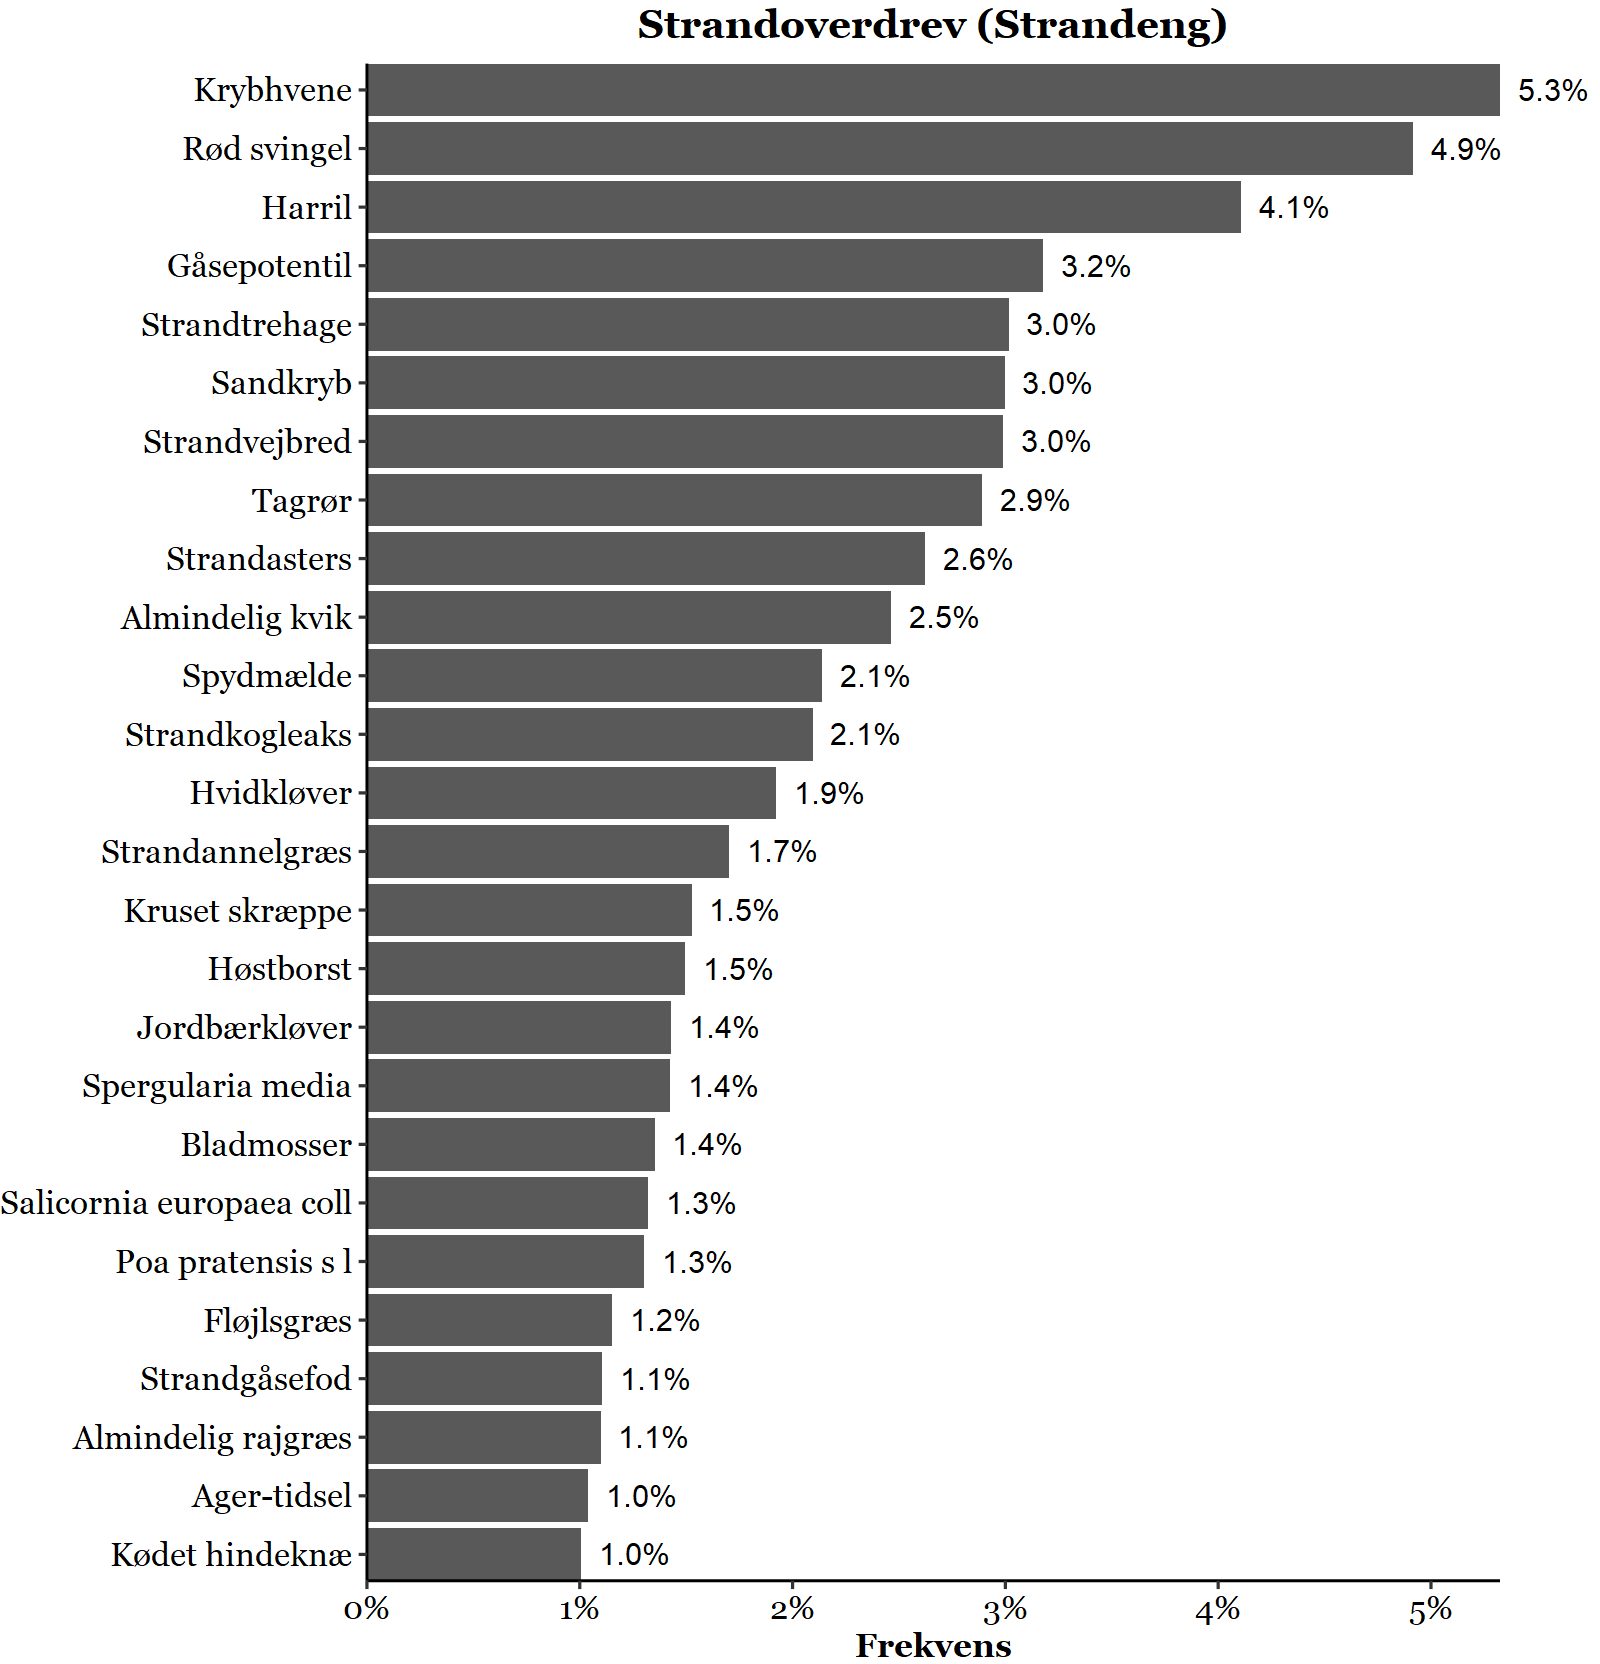 Strandoverdrev (Strandeng)
Krybhvene 5.3%
Rød svingel 4.9%
Harril 4.1%
Gåsepotentil 3.2%
Strandtrehage 3.0%
Sandkryb 3.0%
Strandvejbred 3.0%
Tagrør 2.9%
Strandasters 2.6%
Almindelig kvik 2.5%
Spydmælde 2.1%
Strandkogleaks 2.1%
Hvidkløver 1.9%
Strandannelgræs 1.7%
Kruset skræppe 1.5%
Høstborst 1.5%
Jordbærkløver 1.4%
Spergularia media 1.4%
Bladmosser 1.4%
Salicornia europaea coll 1.3%
Poa pratensis s l 1.3%
Fløjlsgræs 1.2%
Strandgåsefod 1.1%
Almindelig rajgræs 1.1%
Ager-tidsel 1.0%
Kødet hindeknæ 1.0%
0% 1% 2% 3% 4% 5%
Frekvens